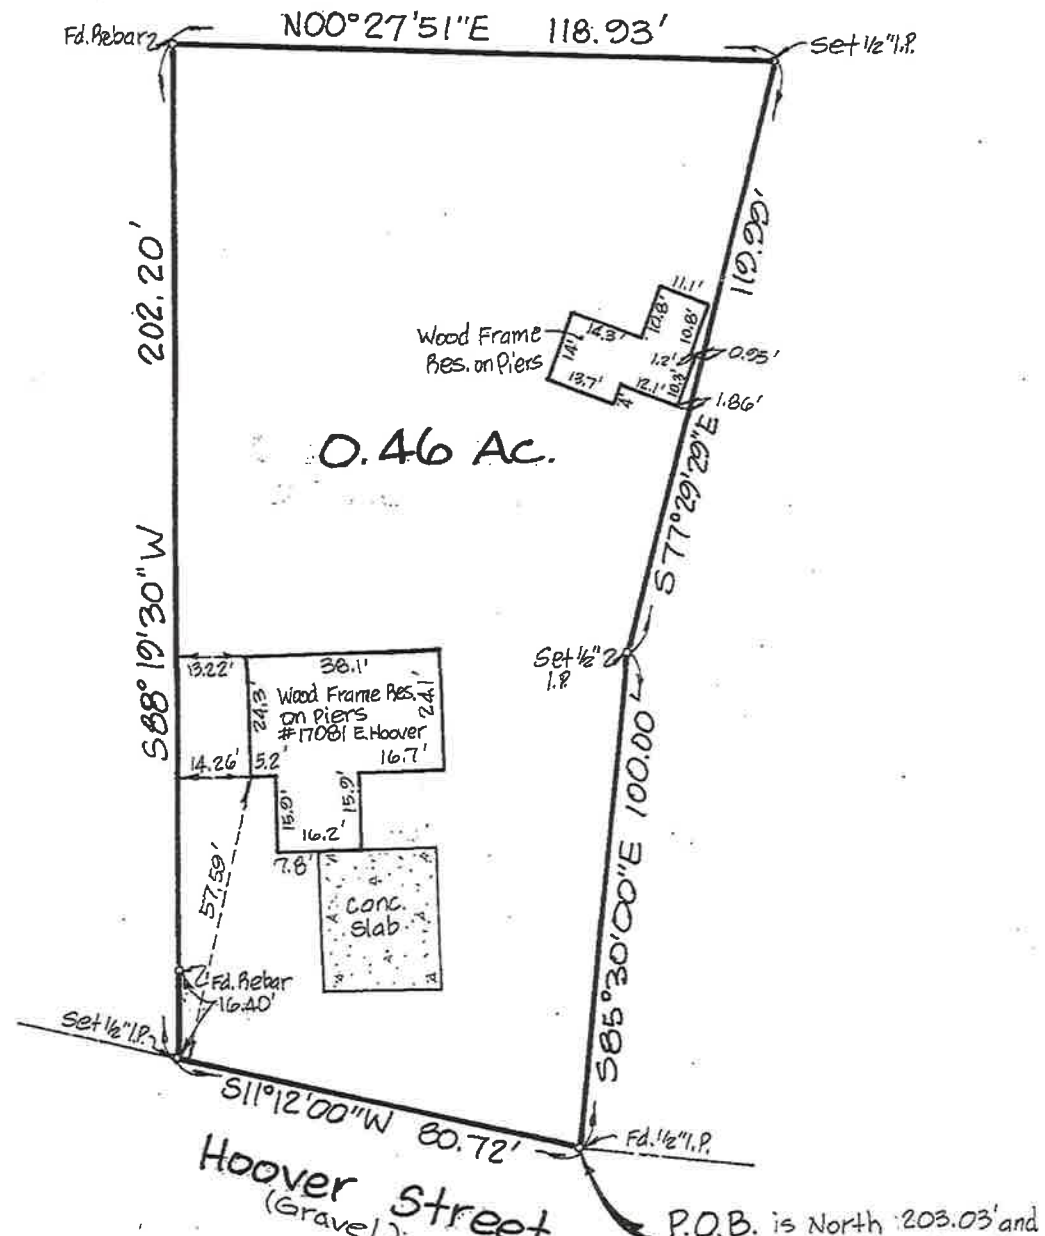 N00°27'51"E 118.93'
Fd. Rebar
Set 1/2" I.P.
202.20'
S88°19'30"W
119.99'
S77°29'29"E
11.1'
10.8'
10.8'
14.3'
14'
Wood Frame
Res. on Piers
13.7'
4'
12.1'
10.3'
1.2'
0.95'
1.86'
0.46 Ac.
Set 1/2"
I.P.
13.22'
38.1'
24.3'
Wood Frame Res.
on Piers
#17081 E. Hoover
24.1'
14.26'
5.2'
16.7'
15.9'
15.9'
16.2'
7.8'
Conc.
Slab
57.59'
S85°30'00"E 100.00'
Fd. Rebar
16.40'
Set 1/2" I.P.
S11°12'00"W 80.72'
Fd. 1/2" I.P.
Hoover Street
(Gravel)
P.O.B. is North 203.03' and